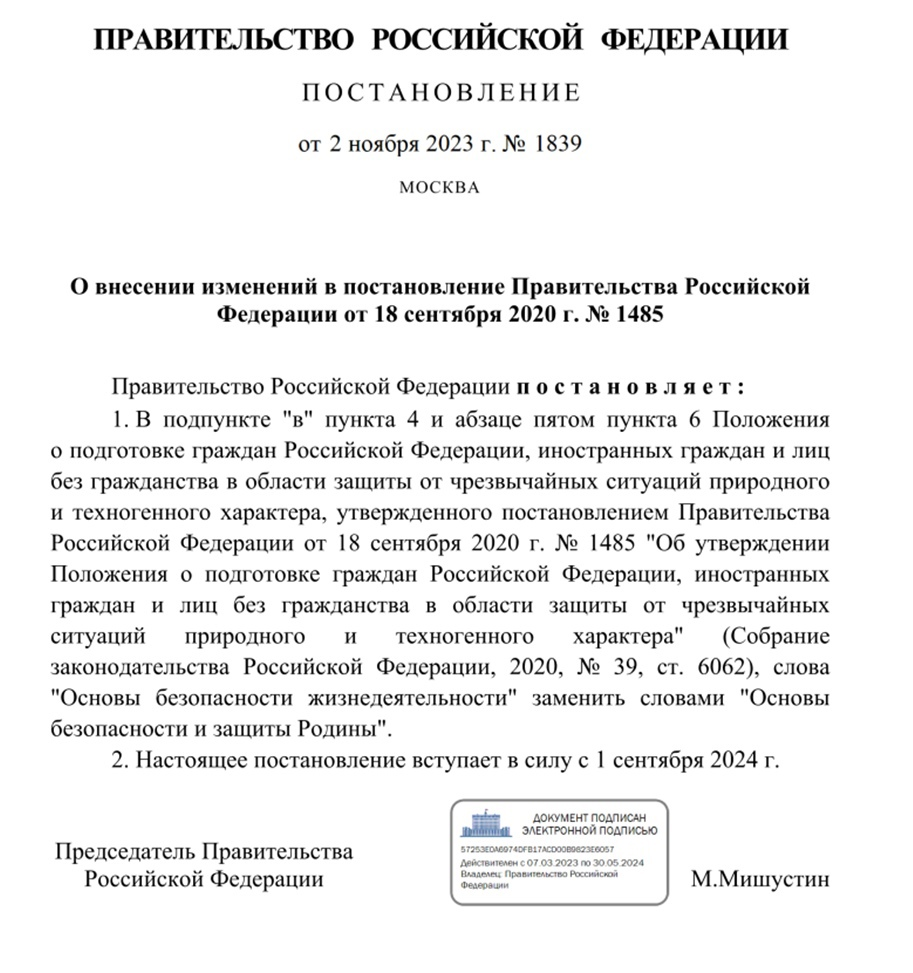 ПРАВИТЕЛЬСТВО РОССИЙСКОЙ ФЕДЕРАЦИИ
ПОСТАНОВЛЕНИЕ
от 2 ноября 2023 г. № 1839
МОСКВА
О внесении изменений в постановление Правительства Российской
Федерации от 18 сентября 2020 г. № 1485
Правительство Российской Федерации п о с т а н о в л я е т :
1. В подпункте "в" пункта 4 и абзаце пятом пункта 6 Положения
о подготовке граждан Российской Федерации, иностранных граждан и лиц
без гражданства в области защиты от чрезвычайных ситуаций природного
и техногенного характера, утвержденного постановлением Правительства
Российской Федерации от 18 сентября 2020 г. № 1485 "Об утверждении
Положения о подготовке граждан Российской Федерации, иностранных
граждан и лиц без гражданства в области защиты от чрезвычайных
ситуаций природного и техногенного характера" (Собрание
законодательства Российской Федерации, 2020, № 39, ст. 6062), слова
"Основы безопасности жизнедеятельности" заменить словами "Основы
безопасности и защиты Родины".
2. Настоящее постановление вступает в силу с 1 сентября 2024 г.
Председатель Правительства
Российской Федерации
ДОКУМЕНТ ПОДПИСАН
ЭЛЕКТРОННОЙ ПОДПИСЬЮ
57253E0A6974DFB17ACD00B9823E6057
Действителен с 07.03.2023 по 30.05.2024
Владелец: Правительство Российской
Федерации
М.Мишустин